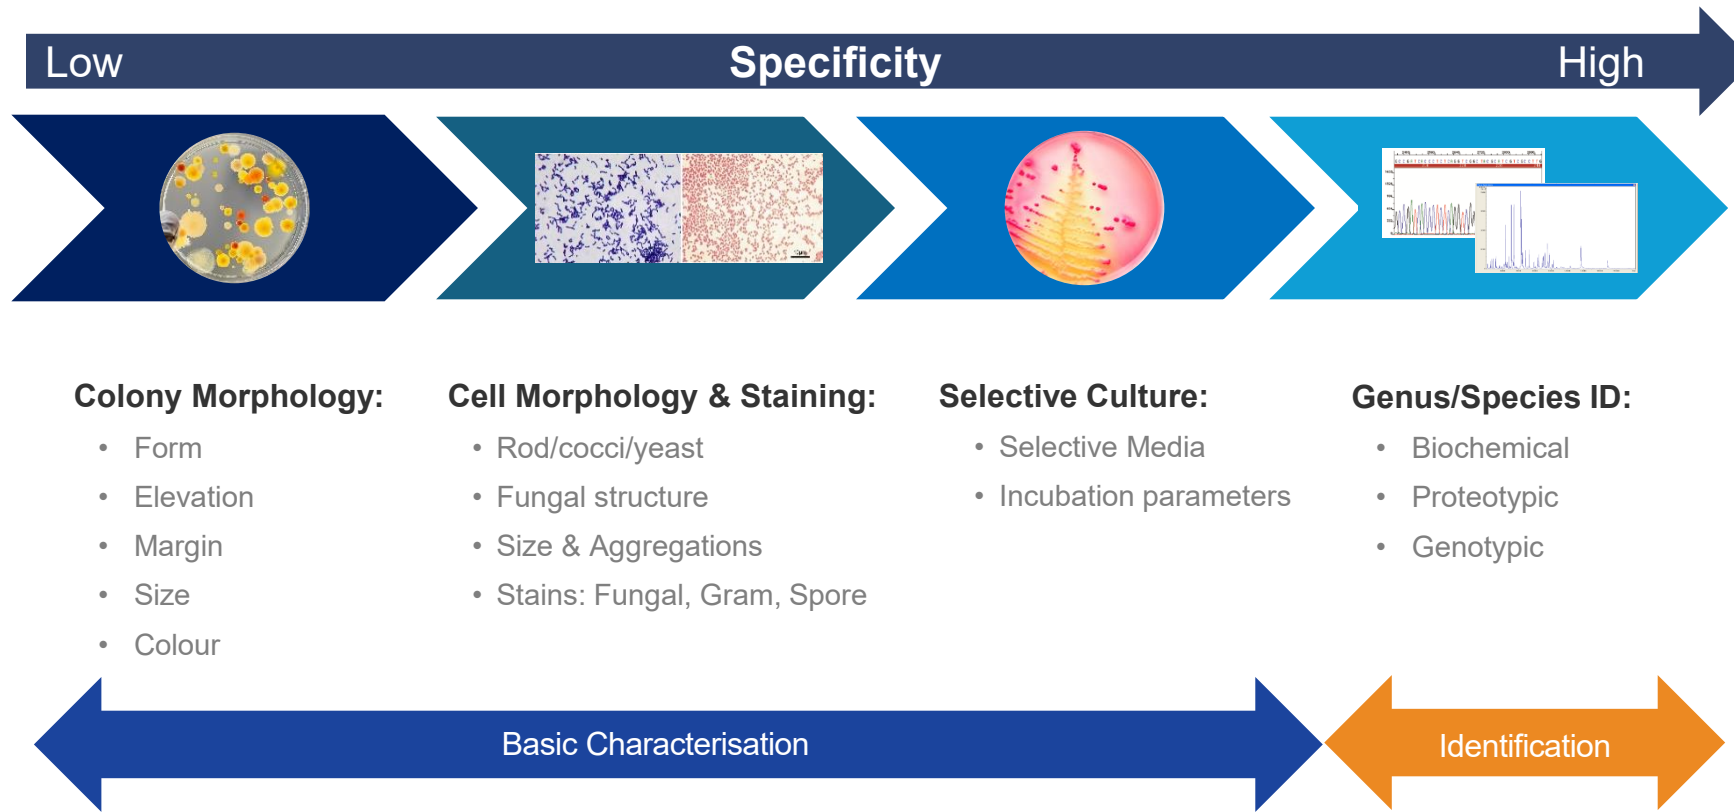 Low
Specificity
High
Colony Morphology:
• Form
• Elevation
• Margin
• Size
• Colour
Cell Morphology & Staining:
• Rod/cocci/yeast
• Fungal structure
• Size & Aggregations
• Stains: Fungal, Gram, Spore
Selective Culture:
• Selective Media
• Incubation parameters
Genus/Species ID:
• Biochemical
• Proteotypic
• Genotypic
Basic Characterisation
Identification